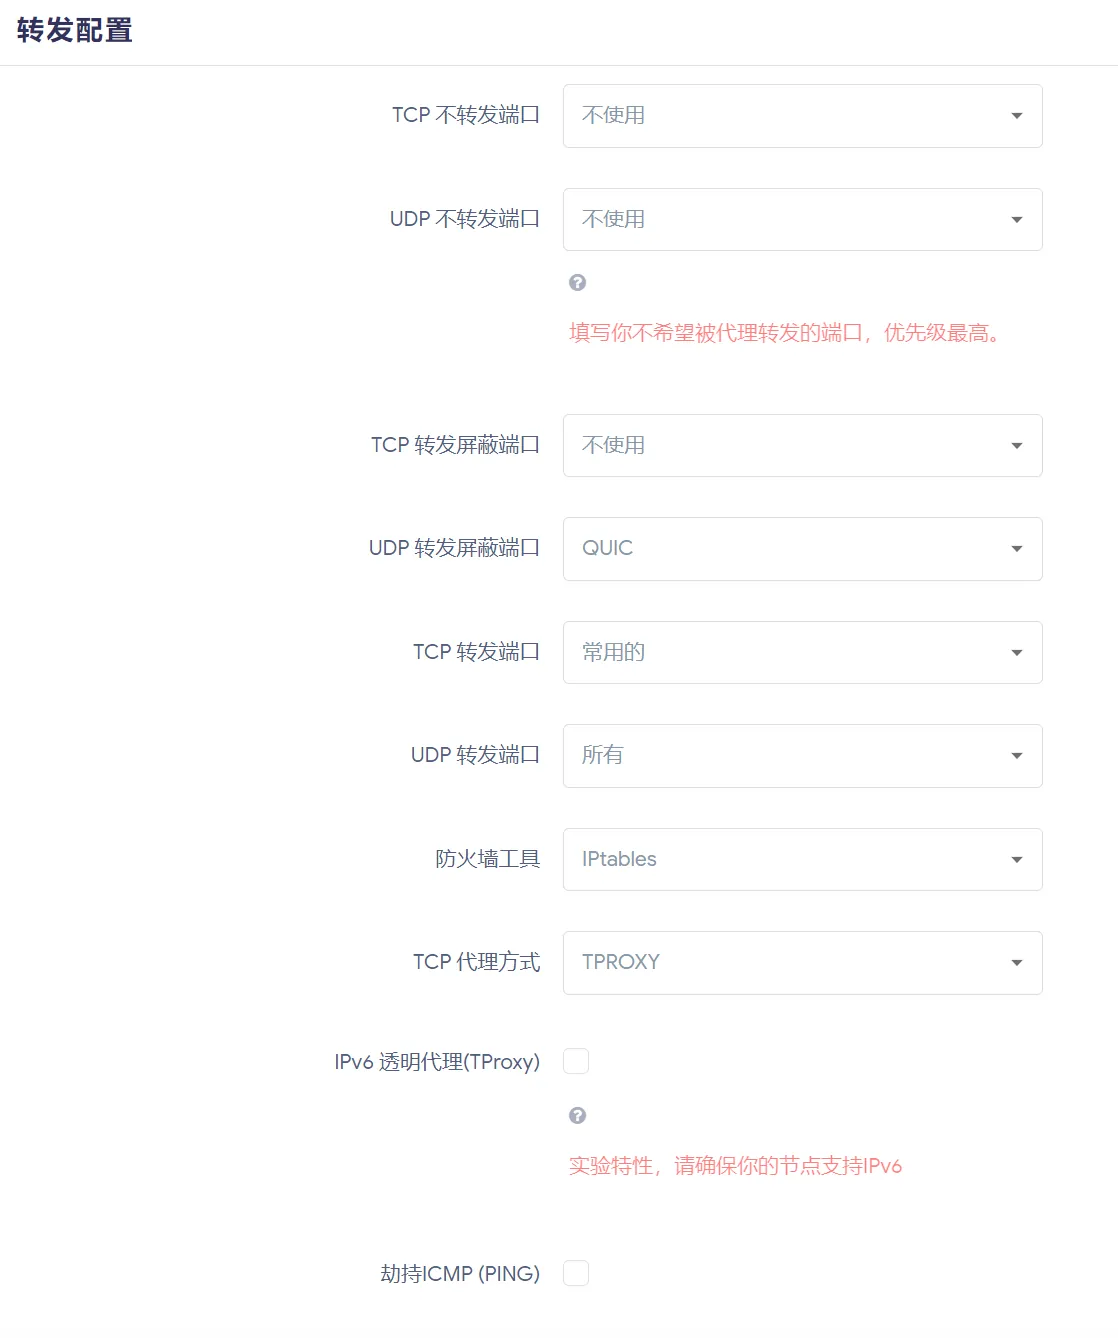 转发配置
TCP 不转发端口 不使用
UDP 不转发端口 不使用
填写你不希望被代理转发的端口，优先级最高。
TCP 转发屏蔽端口 不使用
UDP 转发屏蔽端口 QUIC
TCP 转发端口 常用的
UDP 转发端口 所有
防火墙工具 IPtables
TCP 代理方式 TPROXY
IPv6 透明代理(TProxy)
实验特性，请确保你的节点支持IPv6
劫持ICMP (PING)